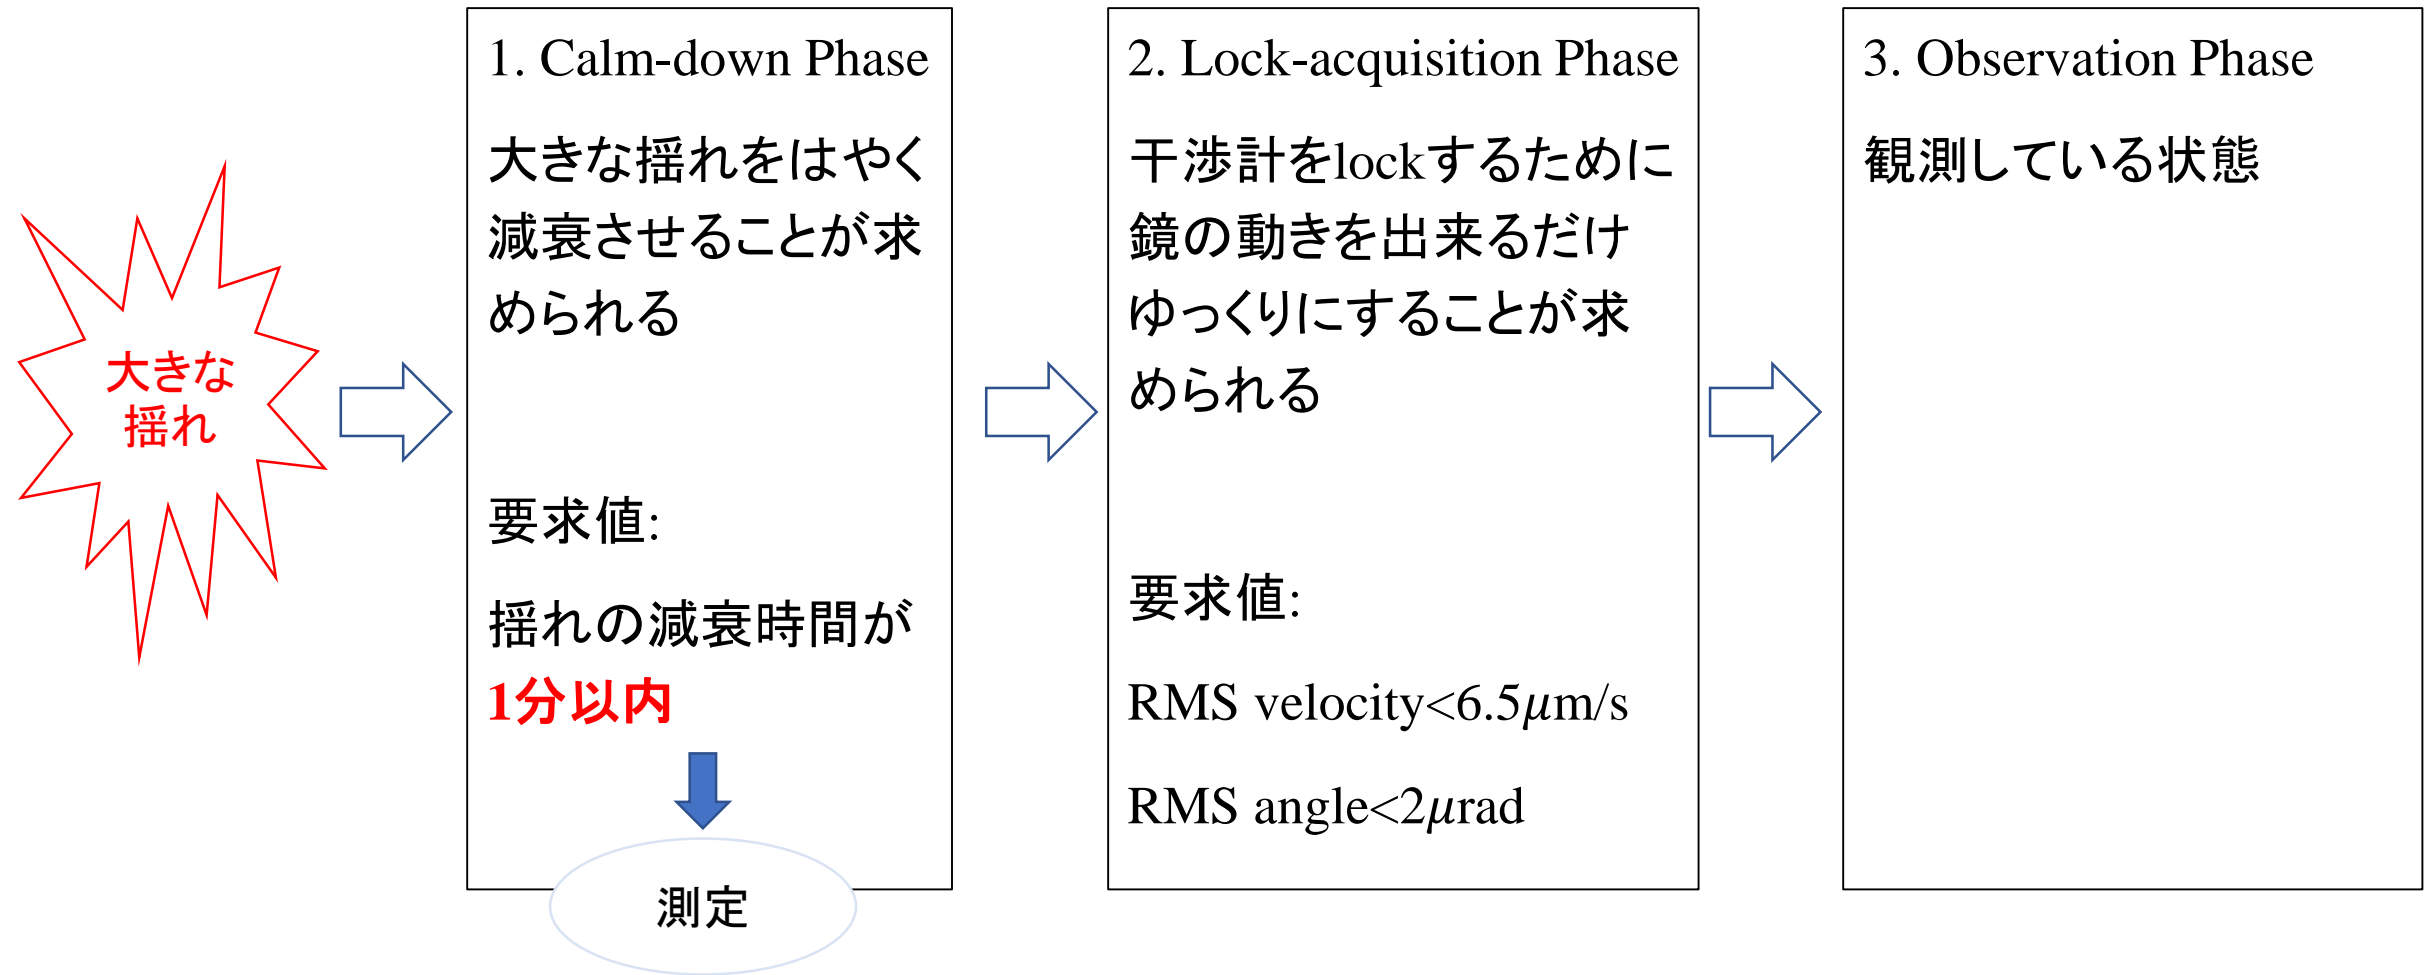 大きな
揺れ
1. Calm-down Phase
大きな揺れをはやく
減衰させることが求
められる
要求値:
揺れの減衰時間が
1分以内
測定
2. Lock-acquisition Phase
干渉計をlockするために
鏡の動きを出来るだけ
ゆっくりにすることが求
められる
要求値:
RMS velocity<6.5μm/s
RMS angle<2μrad
3. Observation Phase
観測している状態